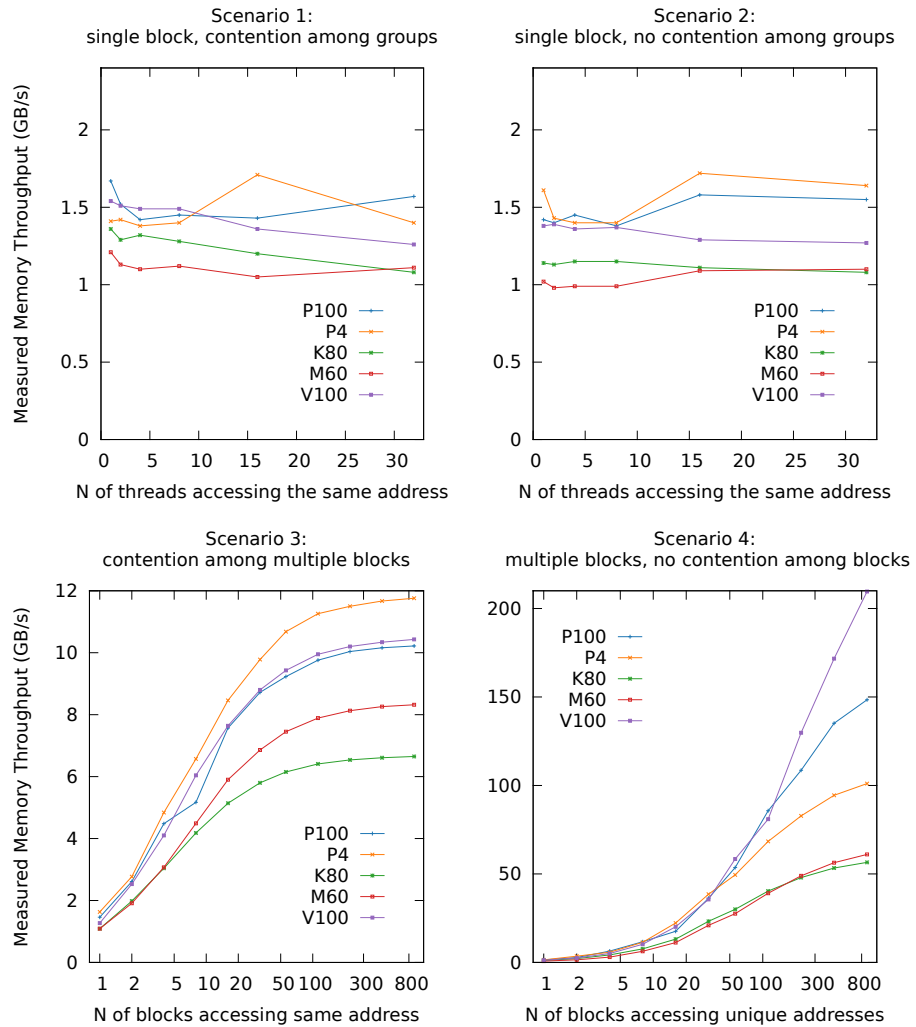 Scenario 1:
single block, contention among groups
Measured Memory Throughput (GB/s)
2
1.5
1
0.5
0
P100
P4
K80
M60
V100
0 5 10 15 20 25 30
N of threads accessing the same address
Scenario 2:
single block, no contention among groups
2
1.5
1
0.5
0
P100
P4
K80
M60
V100
0 5 10 15 20 25 30
N of threads accessing the same address
Scenario 3:
contention among multiple blocks
Measured Memory Throughput (GB/s)
12
10
8
6
4
2
0
P100
P4
K80
M60
V100
1 2 5 10 20 50 100 300 800
N of blocks accessing same address
Scenario 4:
multiple blocks, no contention among blocks
200
150
100
50
0
P100
P4
K80
M60
V100
1 2 5 10 20 50 100 300 800
N of blocks accessing unique addresses